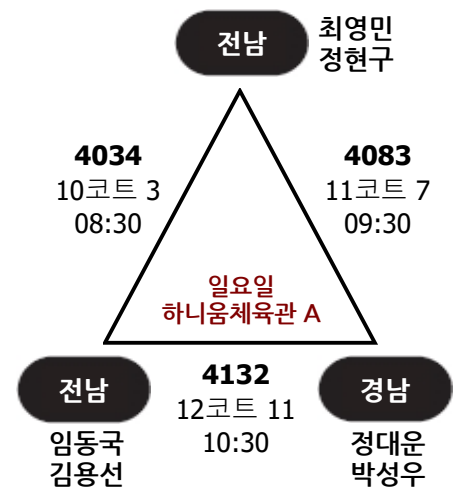 전남
최영민
정현구
4034
10코트 3
08:30
4083
11코트 7
09:30
일요일
하니움체육관 A
전남
임동국
김용선
4132
12코트 11
10:30
경남
정대운
박성우